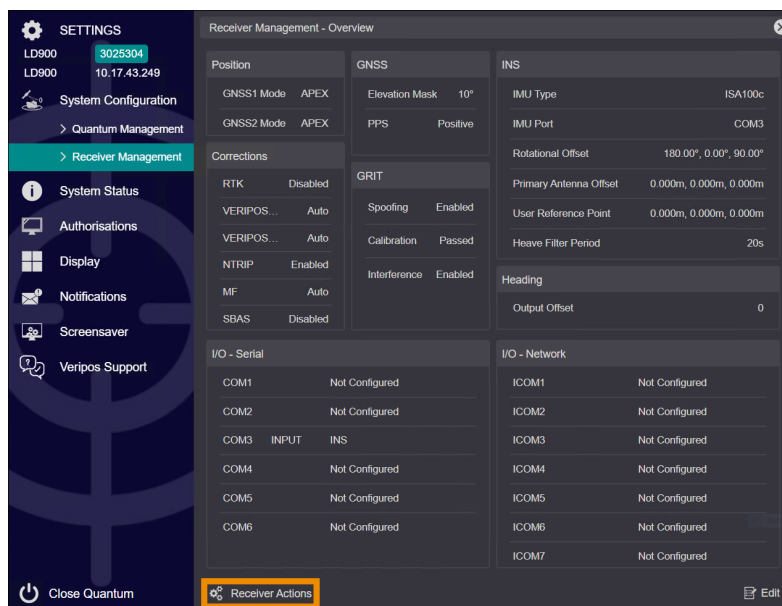 SETTINGS
LD900 3025304
LD900 10.17.43.249
System Configuration
> Quantum Management
> Receiver Management
System Status
Authorisations
Display
Notifications
Screensaver
Veripos Support
Close Quantum
Receiver Management - Overview
Position
GNSS1 Mode APEX
GNSS2 Mode APEX
Corrections
RTK Disabled
VERIPOS... Auto
VERIPOS... Auto
NTRIP Enabled
MF Auto
SBAS Disabled
GNSS
Elevation Mask 10°
PPS Positive
GRIT
Spoofing Enabled
Calibration Passed
Interference Enabled
INS
IMU Type ISA100c
IMU Port COM3
Rotational Offset 180.00°, 0.00°, 90.00°
Primary Antenna Offset 0.000m, 0.000m, 0.000m
User Reference Point 0.000m, 0.000m, 0.000m
Heave Filter Period 20s
Heading
Output Offset 0
I/O - Serial
COM1 Not Configured
COM2 Not Configured
COM3 INPUT INS
COM4 Not Configured
COM5 Not Configured
COM6 Not Configured
I/O - Network
ICOM1 Not Configured
ICOM2 Not Configured
ICOM3 Not Configured
ICOM4 Not Configured
ICOM5 Not Configured
ICOM6 Not Configured
ICOM7 Not Configured
Receiver Actions
Edit